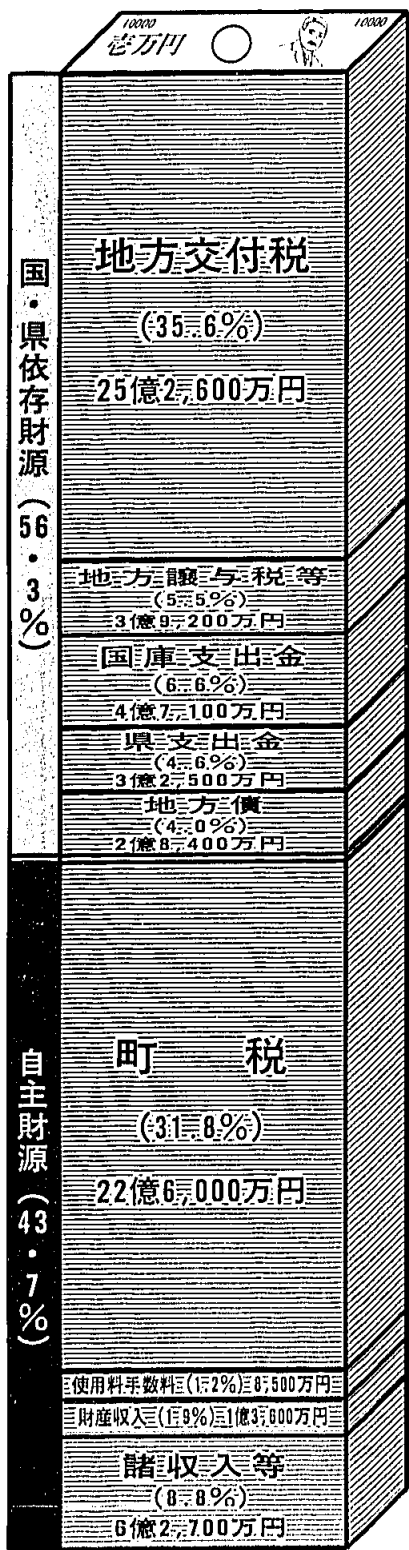 10000
10000
壱万円
国・県依存財源(56・3%)
地方交付税
(35.6%)
25億2,600万円
地方譲与税等
(5.5%)
3億9,200万円
国庫支出金
(6.6%)
4億7,100万円
県支出金
(4.6%)
3億2,500万円
地方債
(4.0%)
2億8,400万円
自主財源(43・7%)
町税
(31.8%)
22億6,000万円
使用料手数料(1.2%)8,500万円
財産収入(1.9%)1億3,600万円
諸収入等
(8.8%)
6億2,700万円